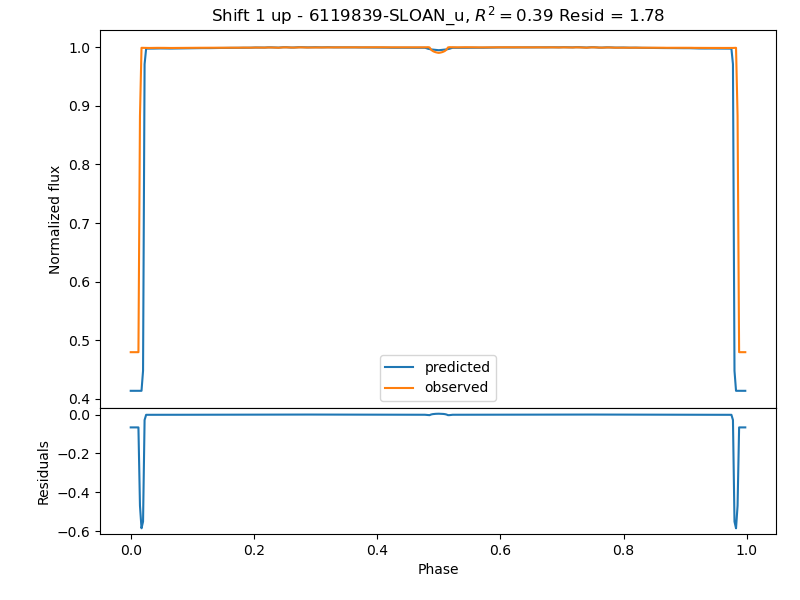 Shift 1 up - 6119839-SLOAN_u, R² = 0.39 Resid = 1.78
1.0
0.9
0.8
0.7
0.6
0.5
0.4
Normalized flux
predicted
observed
0.0
−0.2
−0.4
−0.6
Residuals
0.0 0.2 0.4 0.6 0.8 1.0
Phase